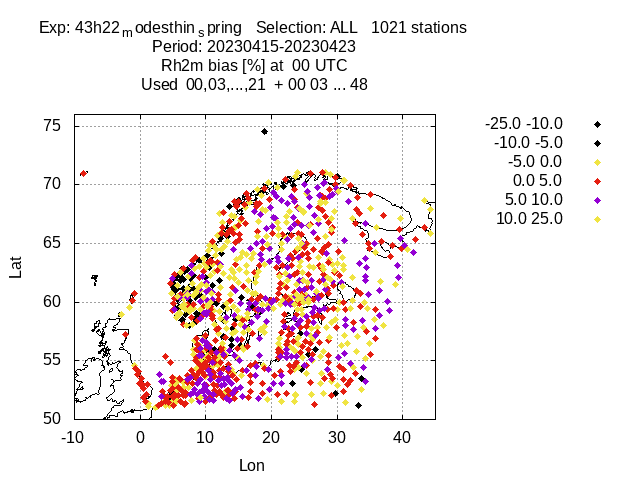 Exp: 43h22modesthinspring   Selection: ALL   1021 stations
Period: 20230415-20230423
Rh2m bias [%] at  00 UTC
Used  00,03,...,21  + 00 03 ... 48
-25.0 -10.0
-10.0 -5.0
-5.0 0.0
0.0 5.0
5.0 10.0
10.0 25.0
75
70
65
60
55
50
Lat
-10 0 10 20 30 40
Lon